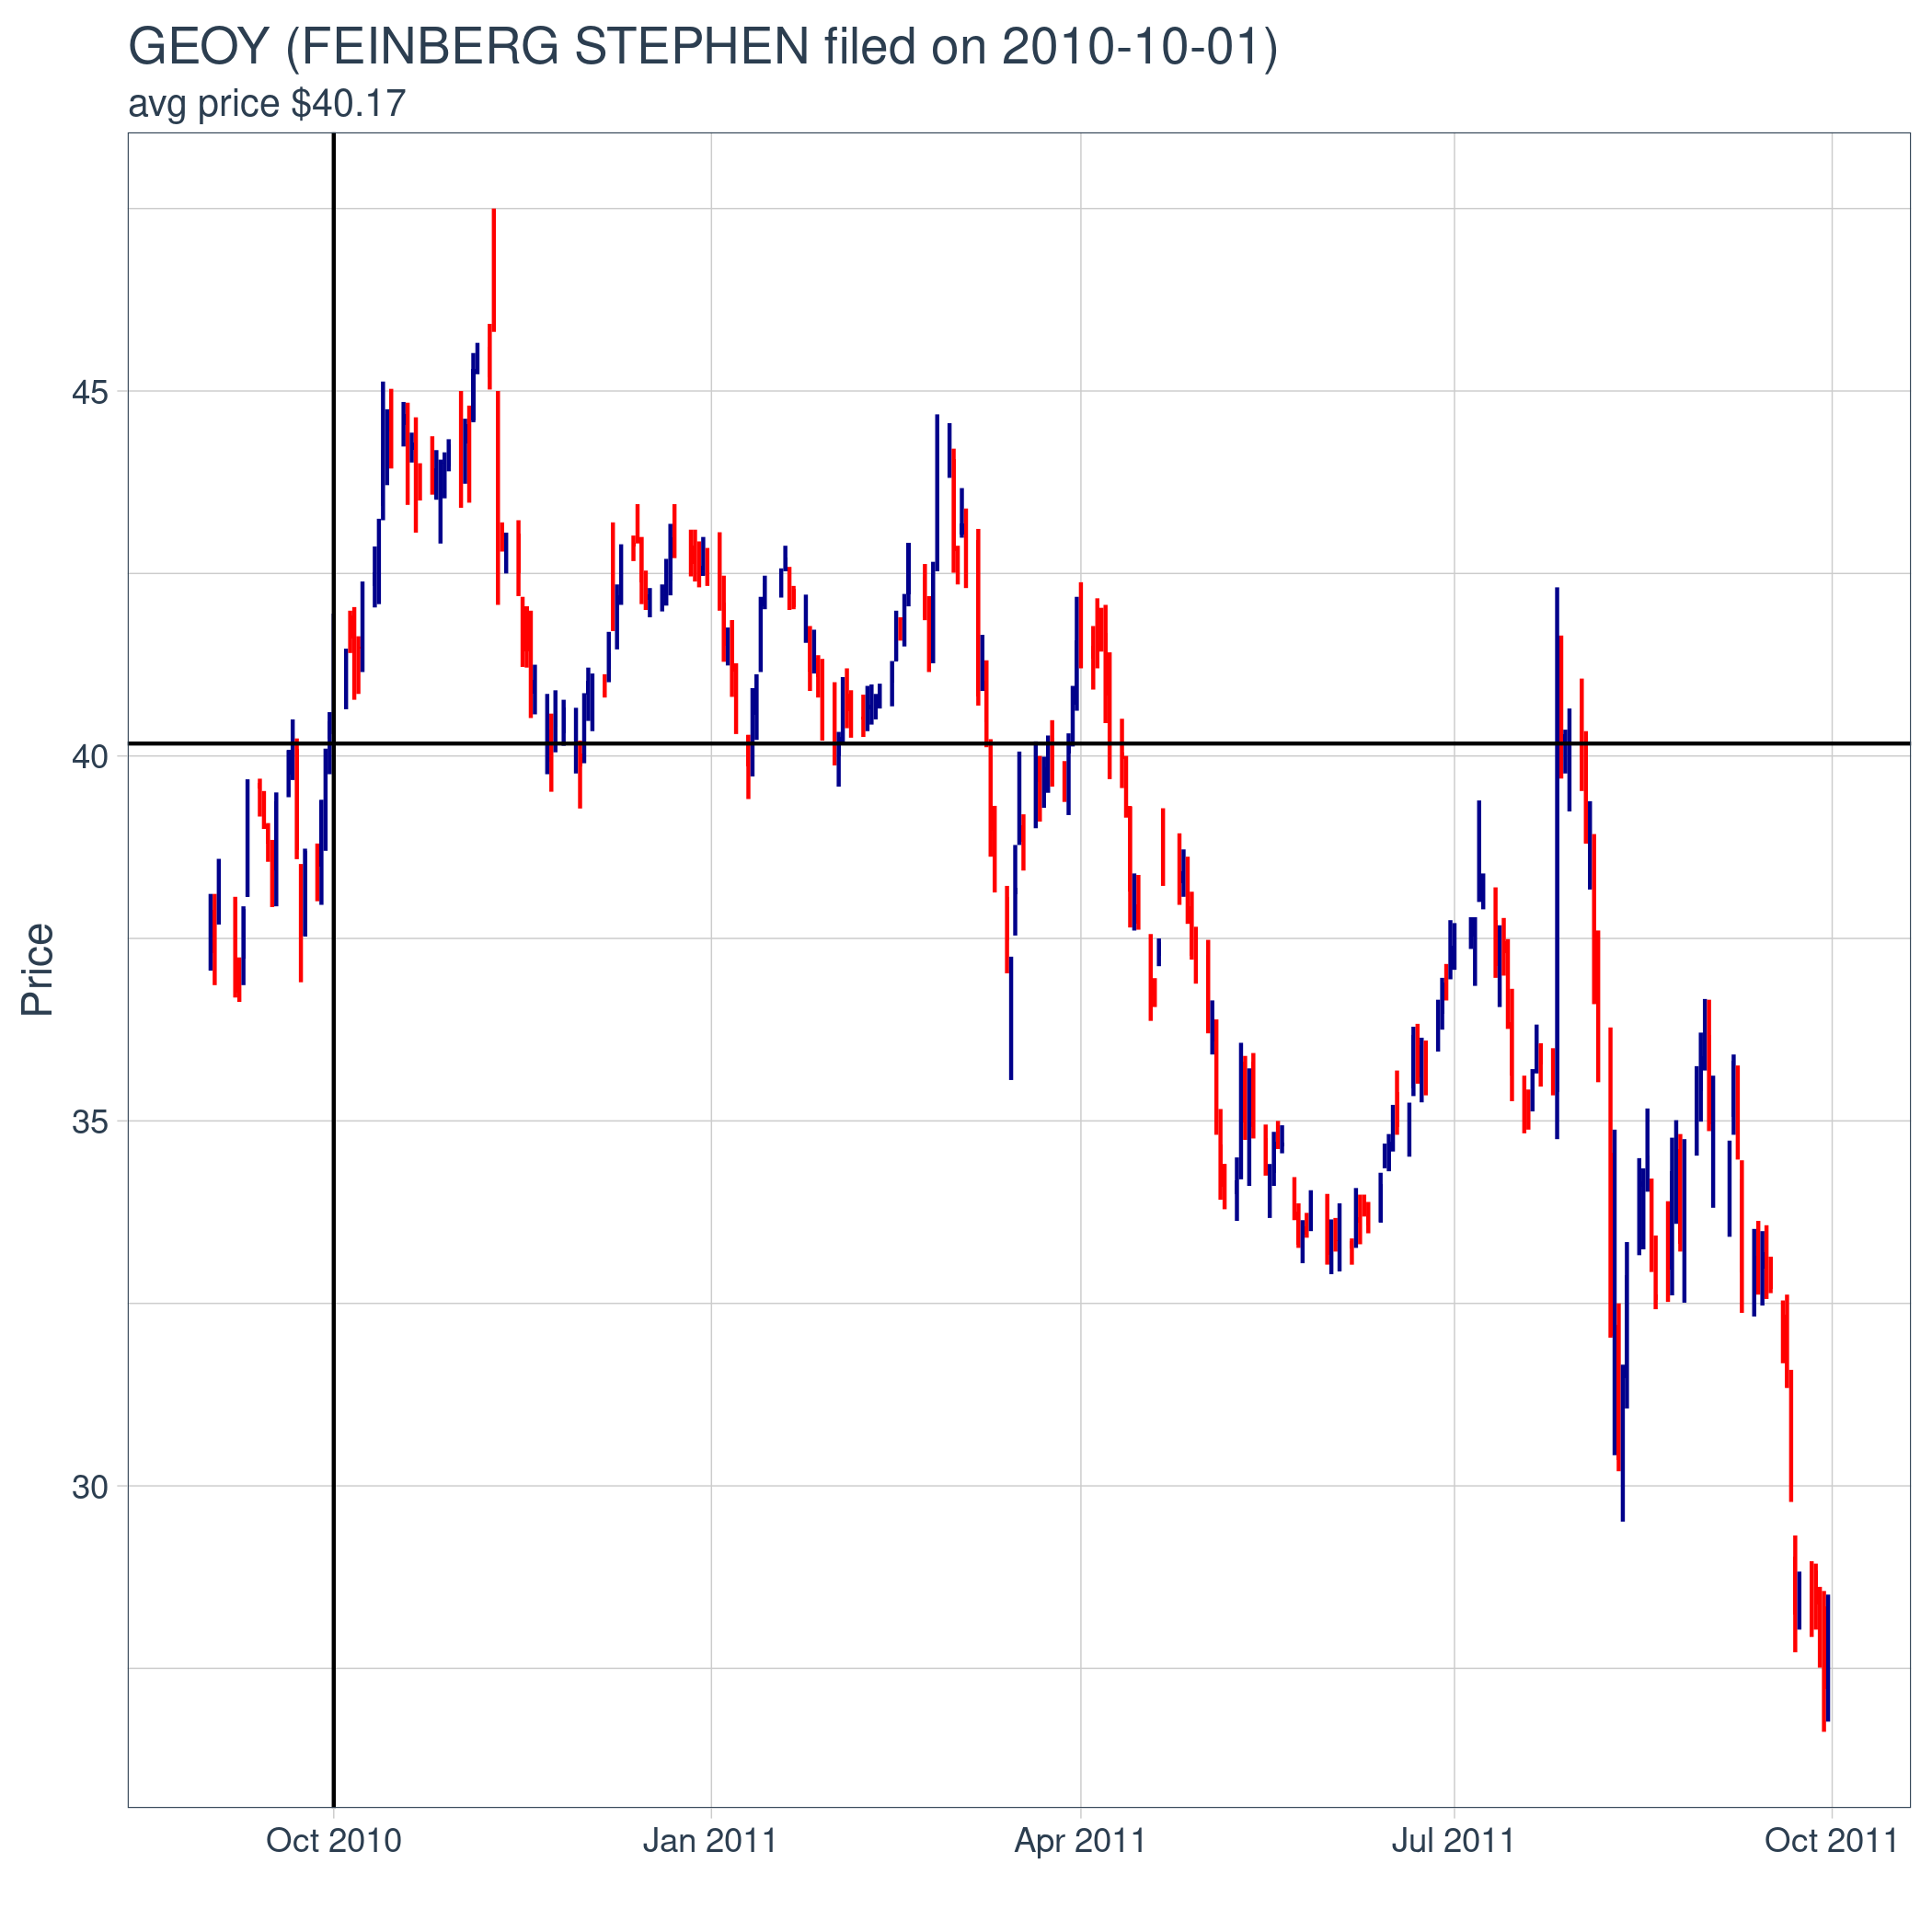 GEOY (FEINBERG STEPHEN filed on 2010-10-01)
avg price $40.17
Price
45
40
35
30
Oct 2010
Jan 2011
Apr 2011
Jul 2011
Oct 2011